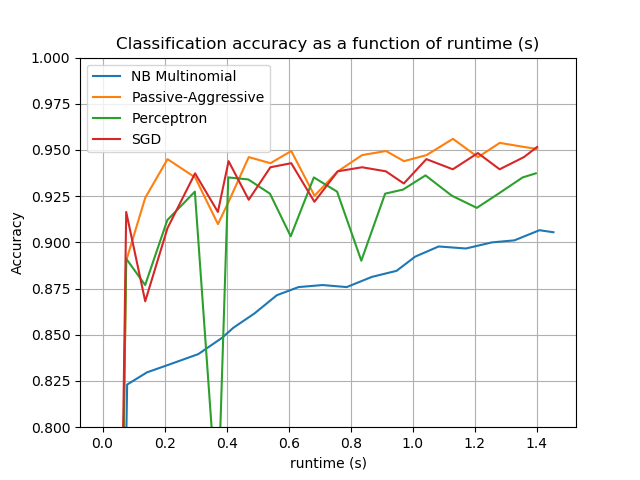 Classification accuracy as a function of runtime (s)
NB Multinomial
Passive-Aggressive
Perceptron
SGD
1.000
0.975
0.950
0.925
0.900
0.875
0.850
0.825
0.800
Accuracy
0.0 0.2 0.4 0.6 0.8 1.0 1.2 1.4
runtime (s)